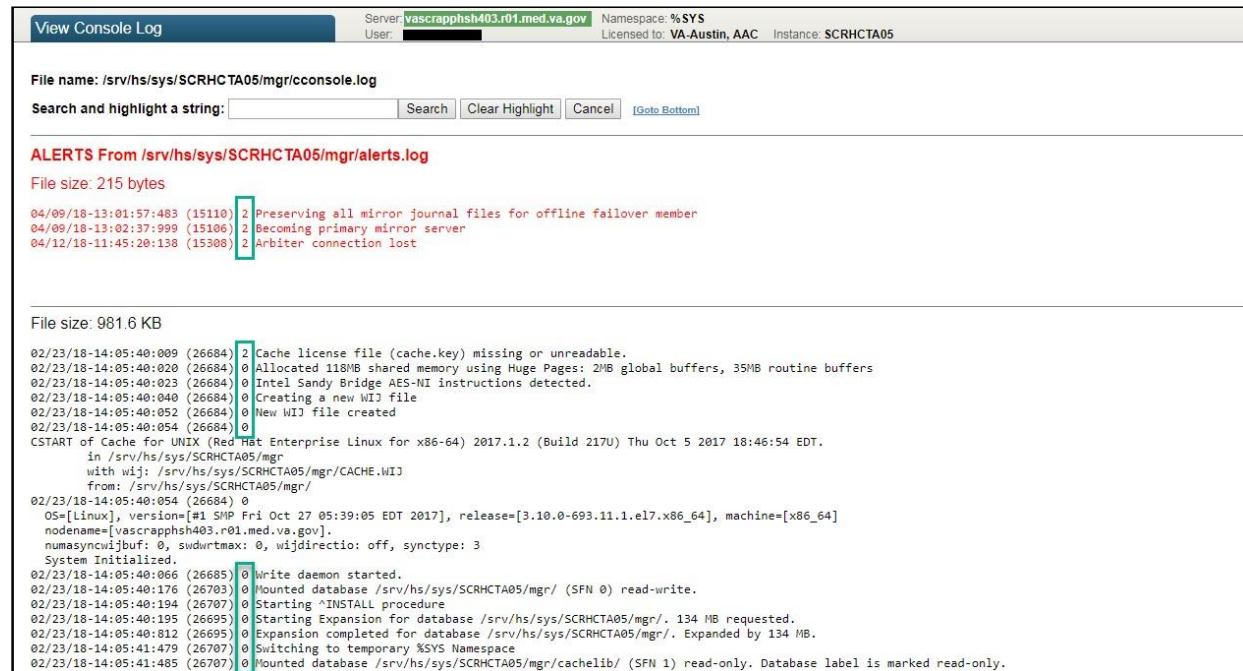 View Console Log
Server: vascrapphsh403.r01.med.va.gov Namespace: %SYS
User: Licensed to: VA-Austin, AAC Instance: SCRHCTA05
File name: /srv/hs/sys/SCRHCTA05/mgr/cconsole.log
Search and highlight a string: Search Clear Highlight Cancel [Goto Bottom]
ALERTS From /srv/hs/sys/SCRHCTA05/mgr/alerts.log
File size: 215 bytes
04/09/18-13:01:57:483 (15110) 2 Preserving all mirror journal files for offline failover member
04/09/18-13:02:37:999 (15106) 2 Becoming primary mirror server
04/12/18-11:45:20:138 (15308) 2 Arbiter connection lost
File size: 981.6 KB
02/23/18-14:05:40:009 (26684) 2 Cache license file (cache.key) missing or unreadable.
02/23/18-14:05:40:020 (26684) 0 Allocated 118MB shared memory using Huge Pages: 2MB global buffers, 35MB routine buffers
02/23/18-14:05:40:023 (26684) 0 Intel Sandy Bridge AES-NI instructions detected.
02/23/18-14:05:40:040 (26684) 0 Creating a new WIJ file
02/23/18-14:05:40:052 (26684) 0 New WIJ file created
02/23/18-14:05:40:054 (26684) 0
CSTART of Cache for UNIX (Red Hat Enterprise Linux for x86-64) 2017.1.2 (Build 217U) Thu Oct 5 2017 18:46:54 EDT.
in /srv/hs/sys/SCRHCTA05/mgr
with wij: /srv/hs/sys/SCRHCTA05/mgr/CACHE.WIJ
from: /srv/hs/sys/SCRHCTA05/mgr/
02/23/18-14:05:40:054 (26684) 0
OS=[Linux], version=[#1 SMP Fri Oct 27 05:39:05 EDT 2017], release=[3.10.0-693.11.1.el7.x86_64], machine=[x86_64]
nodename=[vascrapphsh403.r01.med.va.gov].
numasyncwijbuf: 0, swdwrtmax: 0, wijdirectio: off, synctype: 3
System Initialized.
02/23/18-14:05:40:066 (26685) 0 Write daemon started.
02/23/18-14:05:40:176 (26703) 0 Mounted database /srv/hs/sys/SCRHCTA05/mgr/ (SFN 0) read-write.
02/23/18-14:05:40:194 (26707) 0 Starting ^INSTALL procedure
02/23/18-14:05:40:195 (26695) 0 Starting Expansion for database /srv/hs/sys/SCRHCTA05/mgr/. 134 MB requested.
02/23/18-14:05:40:812 (26695) 0 Expansion completed for database /srv/hs/sys/SCRHCTA05/mgr/. Expanded by 134 MB.
02/23/18-14:05:41:479 (26707) 0 Switching to temporary %SYS Namespace
02/23/18-14:05:41:485 (26707) 0 Mounted database /srv/hs/sys/SCRHCTA05/mgr/cachelib/ (SFN 1) read-only. Database label is marked read-only.